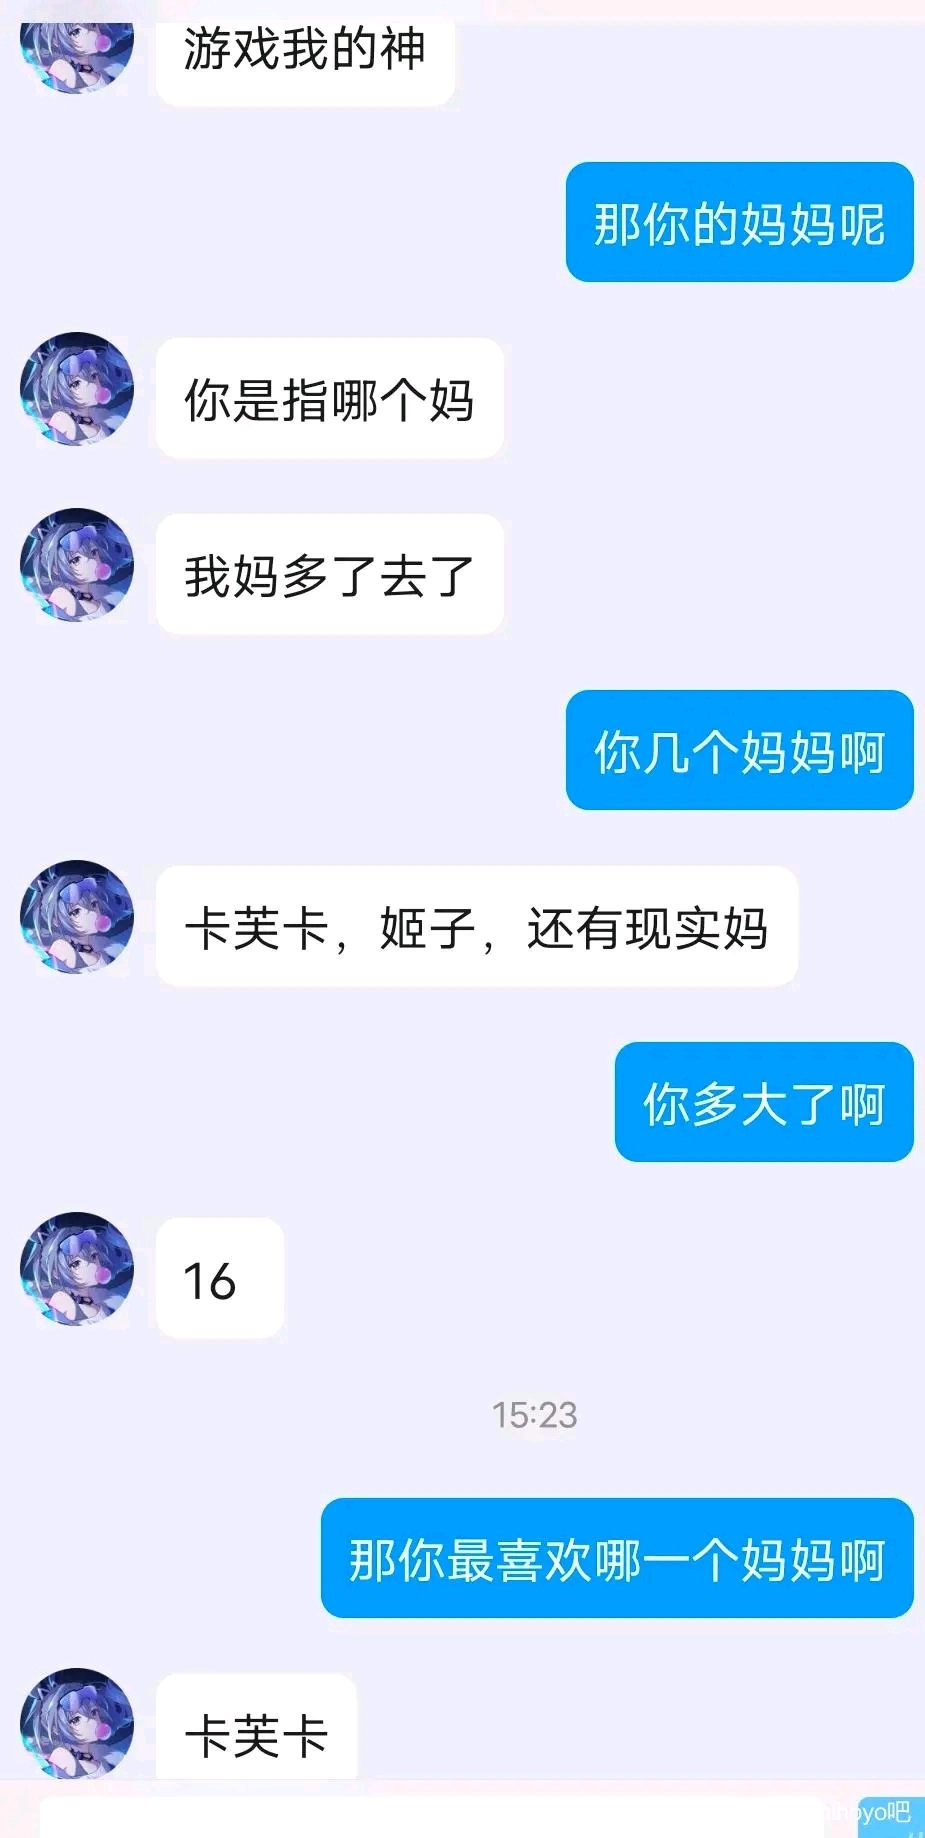 游戏我的神
那你的妈妈呢
你是指哪个妈
我妈多了去了
你几个妈妈啊
卡芙卡，姬子，还有现实妈
你多大了啊
16
15:23
那你最喜欢哪一个妈妈啊
卡芙卡
mihoyo吧